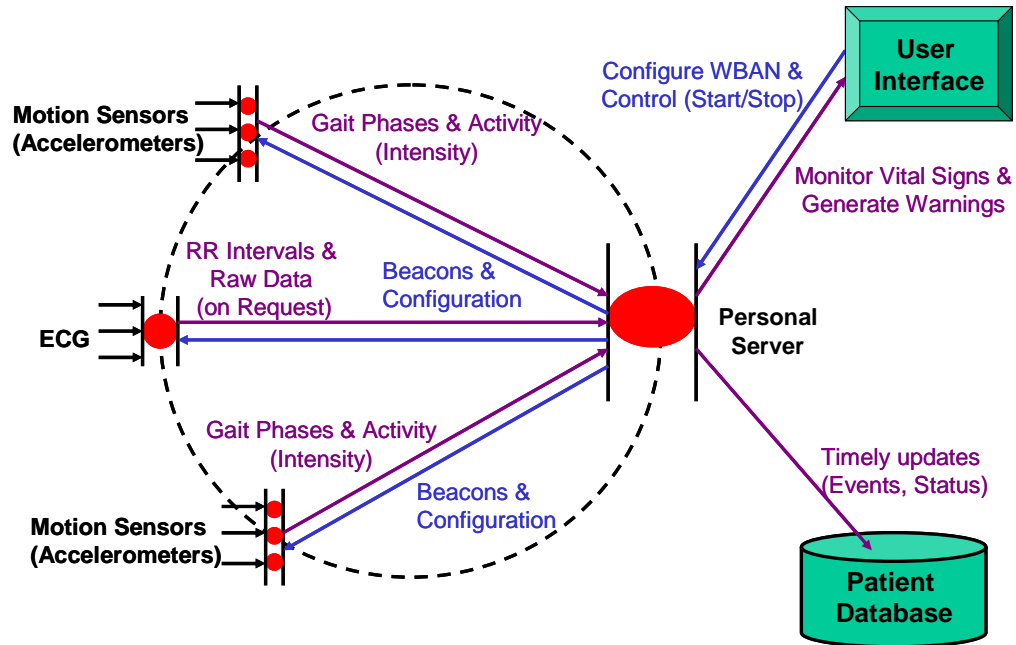 User
Interface
Configure WBAN &
Control (Start/Stop)
Motion Sensors
(Accelerometers)
Gait Phases & Activity
(Intensity)
Monitor Vital Signs &
Generate Warnings
RR Intervals &
Raw Data
(on Request)
Beacons &
Configuration
ECG
Personal
Server
Gait Phases & Activity
(Intensity)
Timely updates
(Events, Status)
Beacons &
Configuration
Motion Sensors
(Accelerometers)
Patient
Database